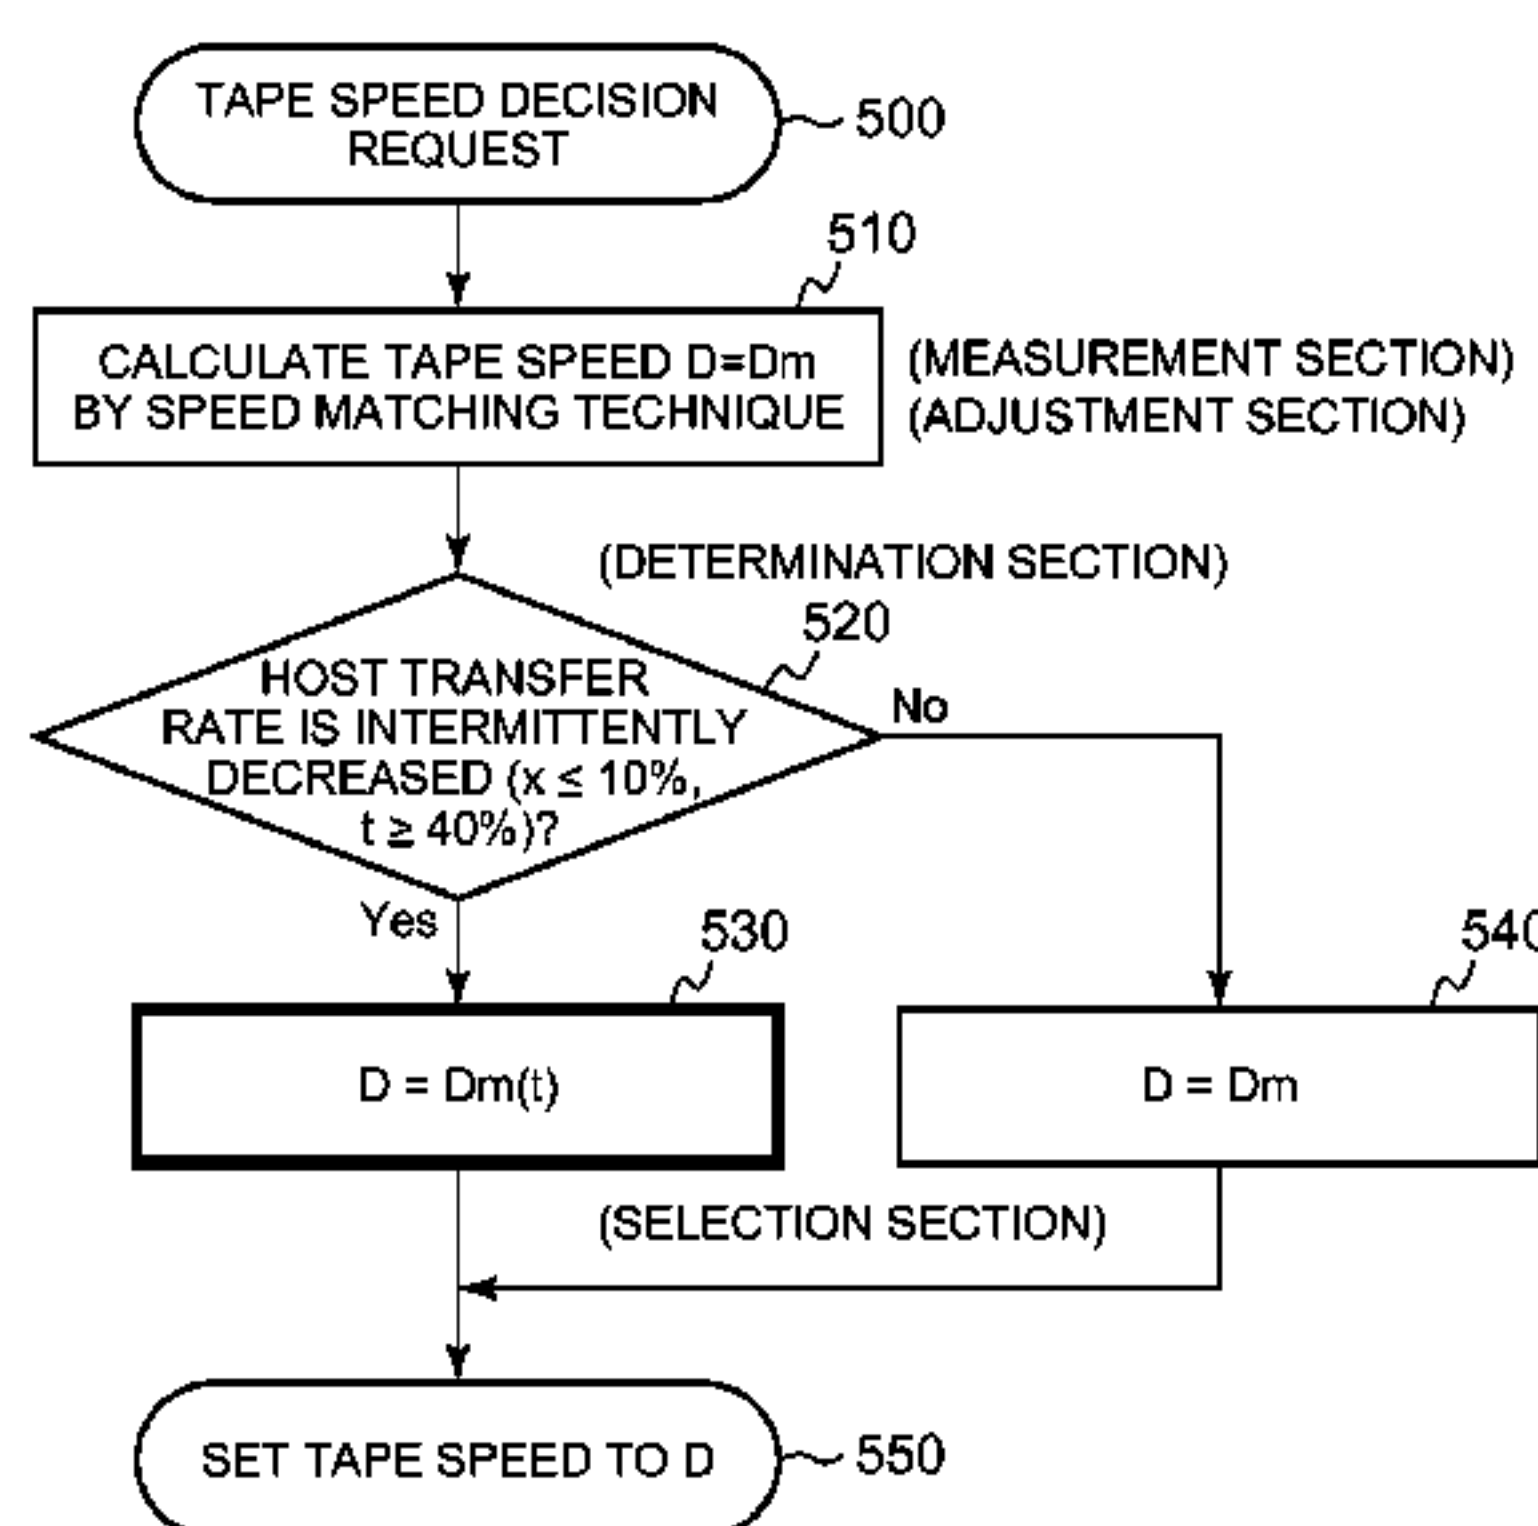 TAPE SPEED DECISION
REQUEST
500
510
CALCULATE TAPE SPEED D=Dm
BY SPEED MATCHING TECHNIQUE
(MEASUREMENT SECTION)
(ADJUSTMENT SECTION)
(DETERMINATION SECTION)
520
HOST TRANSFER
RATE IS INTERMITTENTLY
DECREASED (x ≤ 10%,
t ≥ 40%)?
No
Yes
530
540
D = Dm(t)
D = Dm
(SELECTION SECTION)
SET TAPE SPEED TO D
550